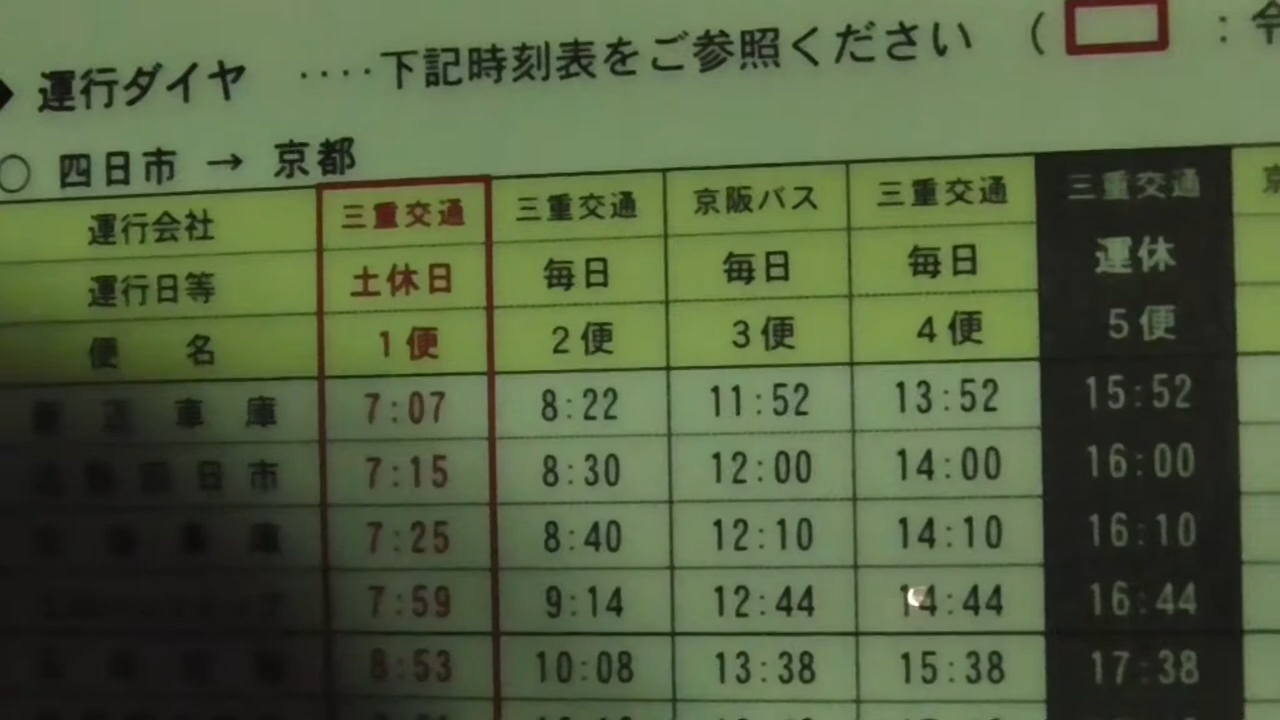 ◆ 運行ダイヤ ････下記時刻表をご参照ください (　：令
○ 四日市 → 京都
運行会社 三重交通 三重交通 京阪バス 三重交通 三重交通
運行日等 土休日 毎日 毎日 毎日 運休
便名 1便 2便 3便 4便 5便
車庫 7:07 8:22 11:52 13:52 15:52
四日市 7:15 8:30 12:00 14:00 16:00
7:25 8:40 12:10 14:10 16:10
7:59 9:14 12:44 14:44 16:44
8:53 10:08 13:38 15:38 17:38